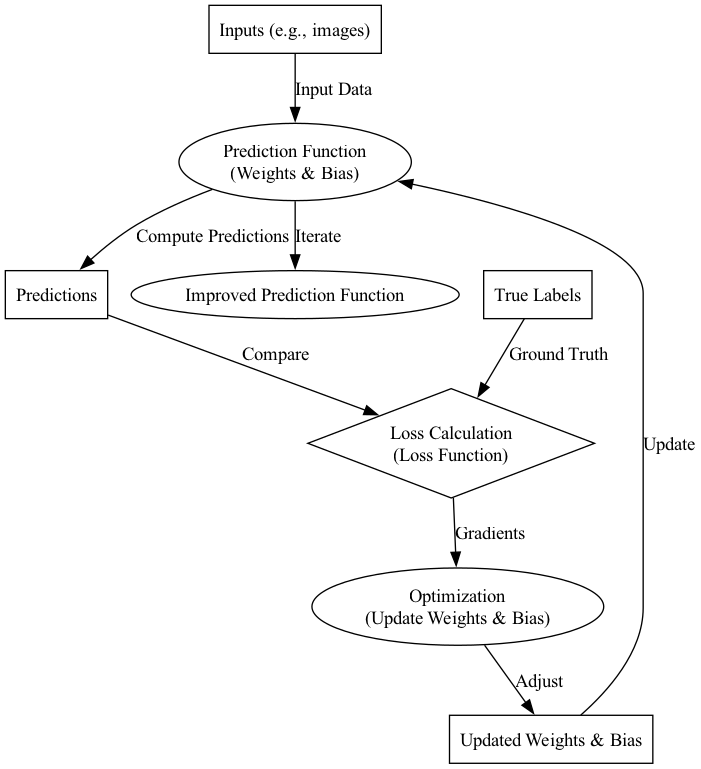 Inputs (e.g., images)
Input Data
Prediction Function
(Weights & Bias)
Compute Predictions
Iterate
Predictions
Improved Prediction Function
True Labels
Compare
Ground Truth
Loss Calculation
(Loss Function)
Update
Gradients
Optimization
(Update Weights & Bias)
Adjust
Updated Weights & Bias